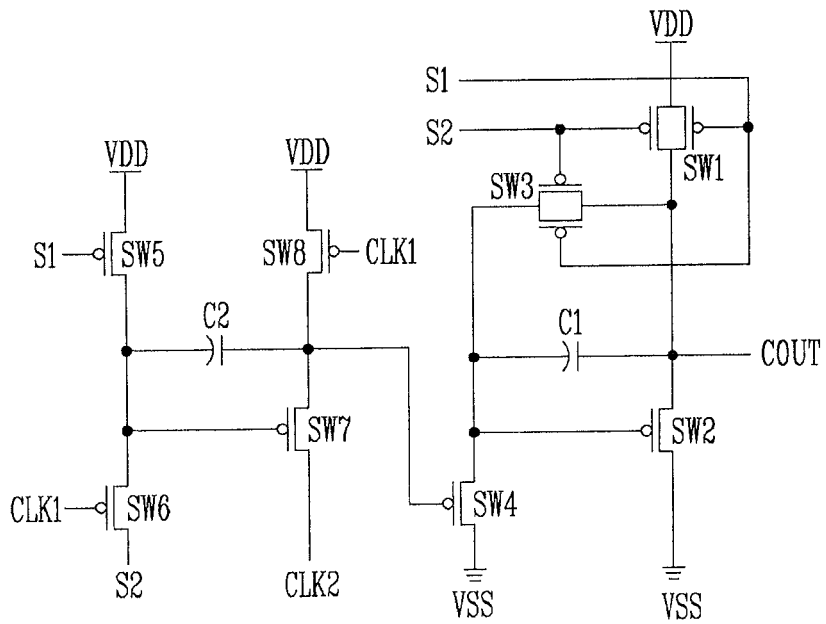 VDD
S1
S2
SW1
VDD
VDD
SW3
S1
SW5
SW8
CLK1
C2
C1
COUT
SW7
SW2
CLK1
SW6
SW4
S2
CLK2
VSS
VSS